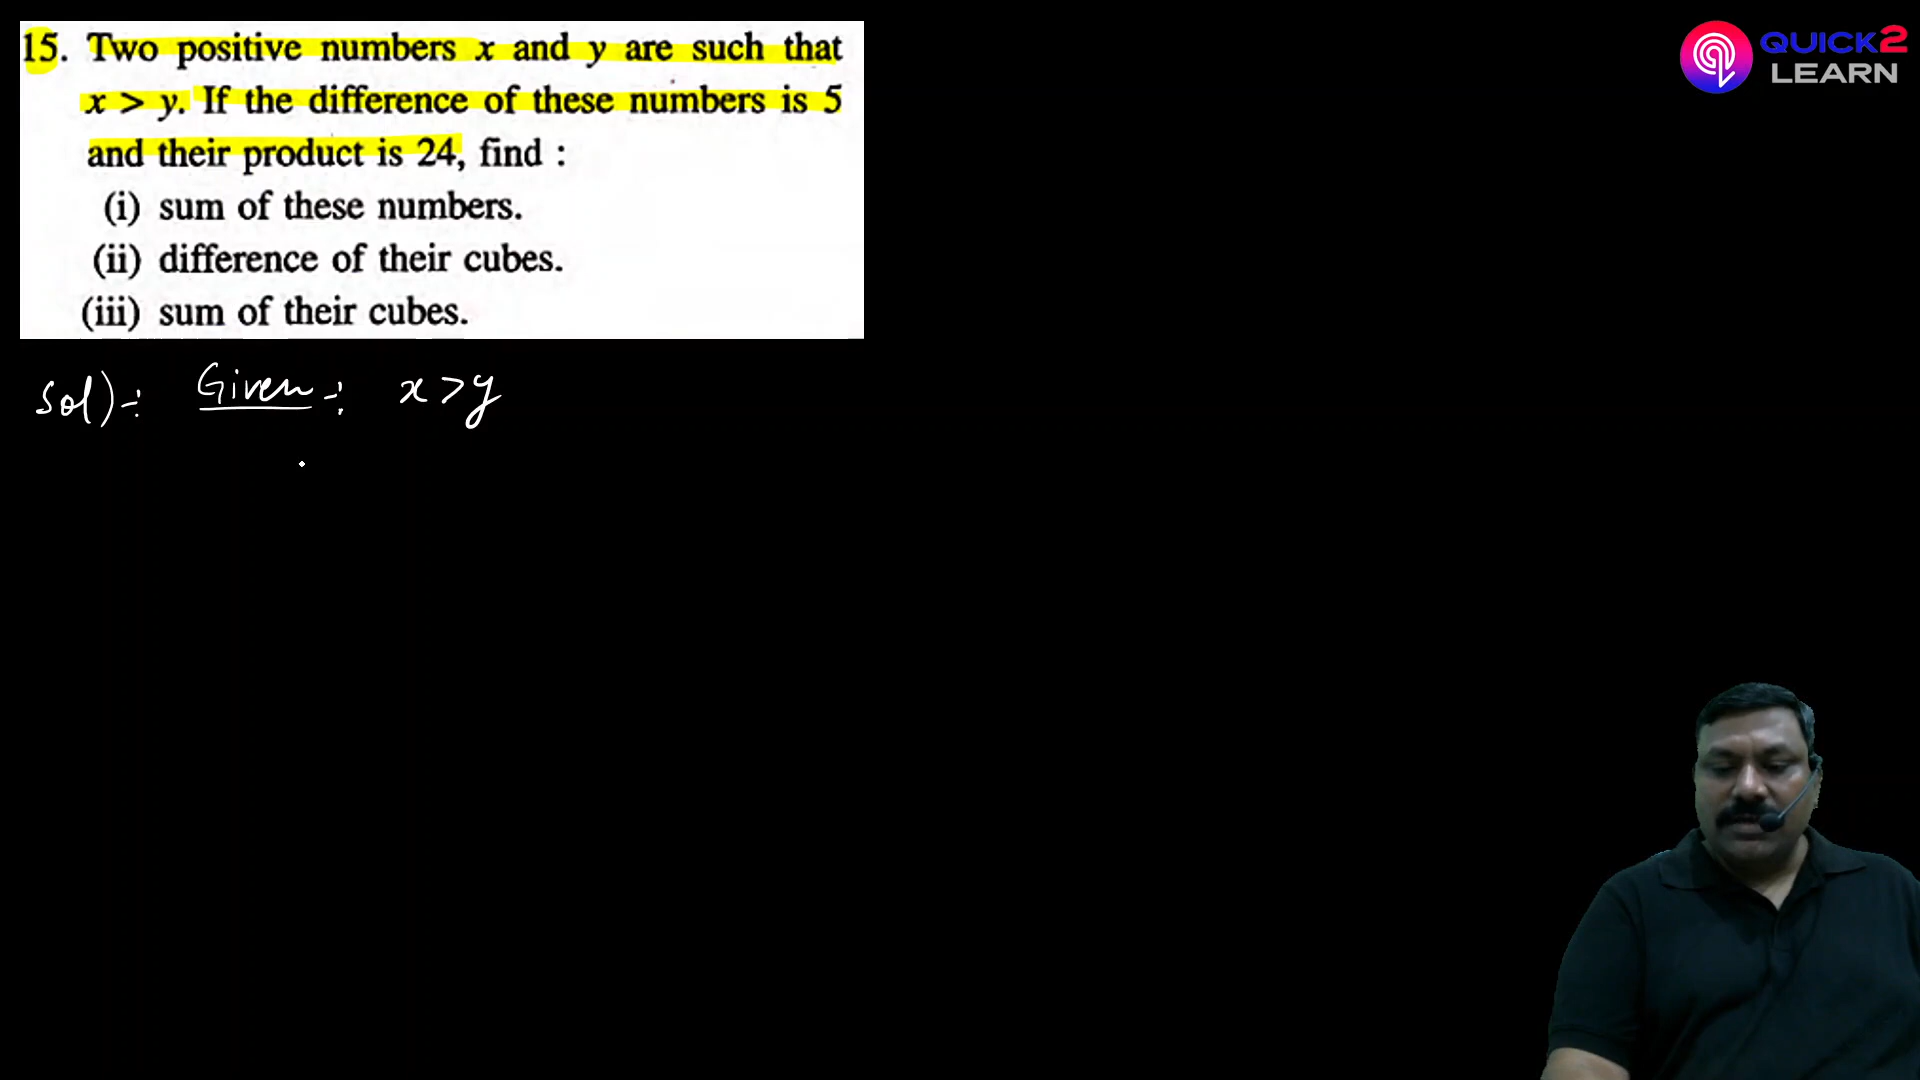 15. Two positive numbers x and y are such that
x > y. If the difference of these numbers is 5
and their product is 24, find :
(i) sum of these numbers.
(ii) difference of their cubes.
(iii) sum of their cubes.
Sol) :- Given :- x > y
QUICK2
LEARN